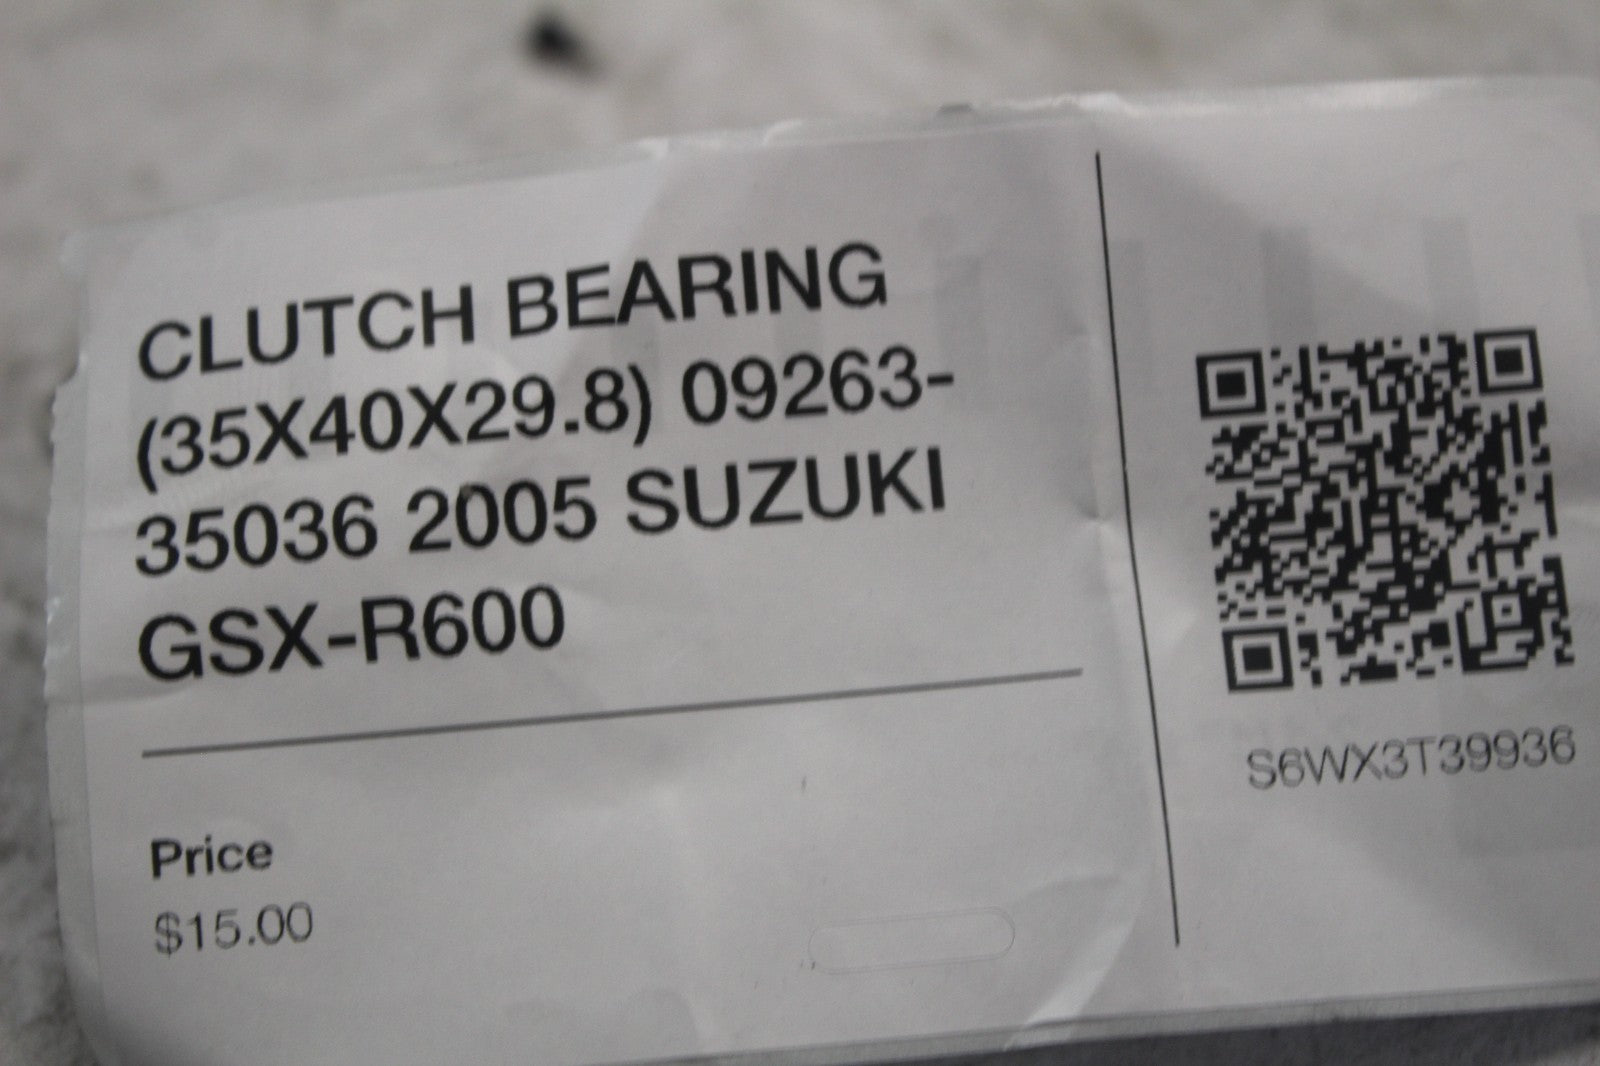 CLUTCH BEARING
(35X40X29.8) 09263-
35036 2005 SUZUKI
GSX-R600
Price
$15.00
S6WX3T39936